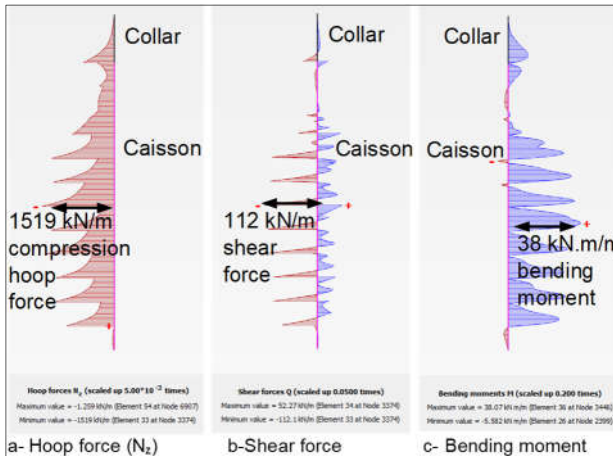 Collar
Caisson
1519 kN/m
compression
hoop
force
Hoop forces N_z (scaled up 5.00*10 -3 times)
Maximum value = -1.259 kN/m (Element 54 at Node 6907)
Minimum value = -1519 kN/m (Element 33 at Node 3374)
a- Hoop force (N_z)
Collar
Caisson
112 kN/m
shear
force
Shear forces Q (scaled up 0.0500 times)
Maximum value = 52.27 kN/m (Element 34 at Node 3374)
Minimum value = -112.1 kN/m (Element 33 at Node 3374)
b-Shear force
Collar
Caisson
38 kN.m/m
bending
moment
Bending moments M (scaled up 0.200 times)
Maximum value = 38.07 kN m/m (Element 36 at Node 3446)
Minimum value = -5.582 kN m/m (Element 26 at Node 2399)
c- Bending moment